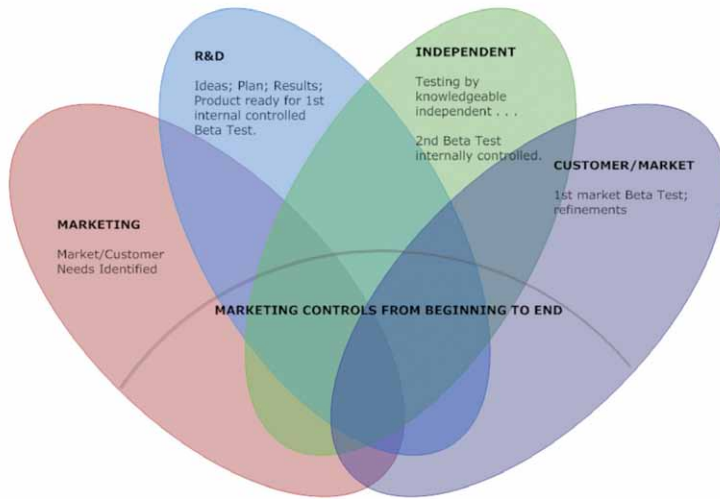 R&D
Ideas; Plan; Results;
Product ready for 1st
internal controlled
Beta Test.
INDEPENDENT
Testing by
knowledgeable
independent . . .
2nd Beta Test
internally controlled.
CUSTOMER/MARKET
1st market Beta Test;
refinements
MARKETING
Market/Customer
Needs Identified
MARKETING CONTROLS FROM BEGINNING TO END